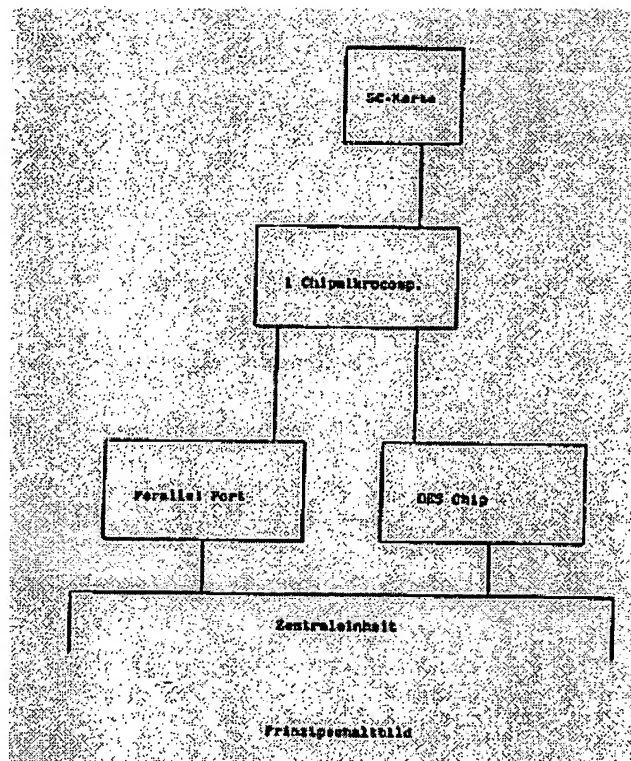 SC-Karte
1 Chipmikrocomp.
Parallel Port
DES Chip
Zentraleinheit
Prinzipschaltbild